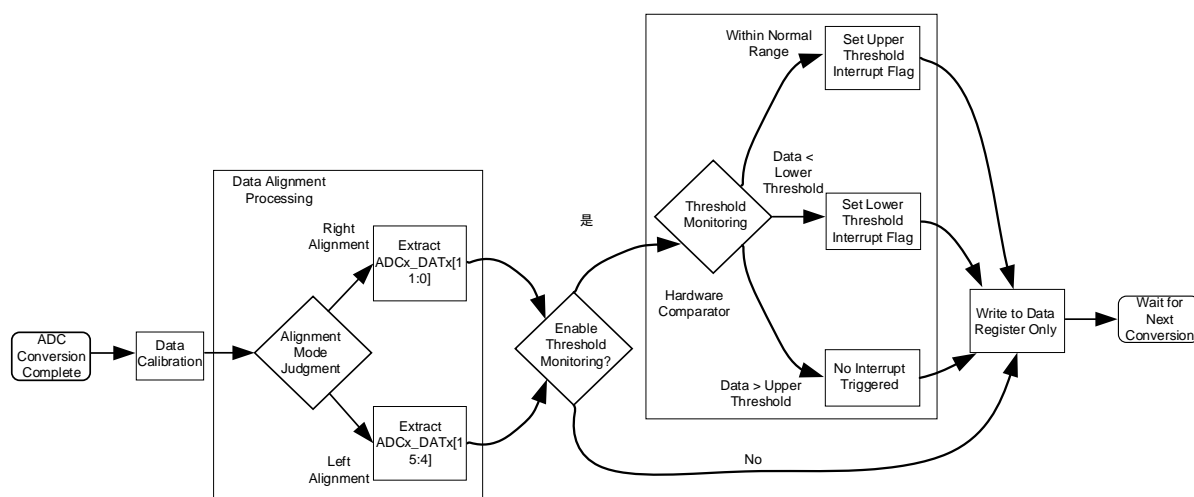 ADC
Conversion
Complete
Data
Calibration
Data Alignment
Processing
Alignment
Mode
Judgment
Right
Alignment
Extract
ADCx_DATx[1
1:0]
Left
Alignment
Extract
ADCx_DATx[1
5:4]
Enable
Threshold
Monitoring?
是
No
Threshold
Monitoring
Hardware
Comparator
Within Normal
Range
Set Upper
Threshold
Interrupt Flag
Data <
Lower
Threshold
Set Lower
Threshold
Interrupt Flag
Data > Upper
Threshold
No Interrupt
Triggered
Write to Data
Register Only
Wait for
Next
Conversion